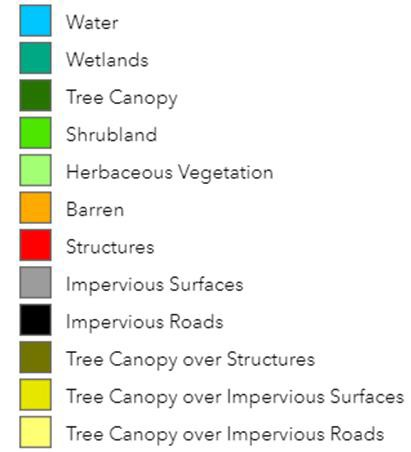 Water
Wetlands
Tree Canopy
Shrubland
Herbaceous Vegetation
Barren
Structures
Impervious Surfaces
Impervious Roads
Tree Canopy over Structures
Tree Canopy over Impervious Surfaces
Tree Canopy over Impervious Roads